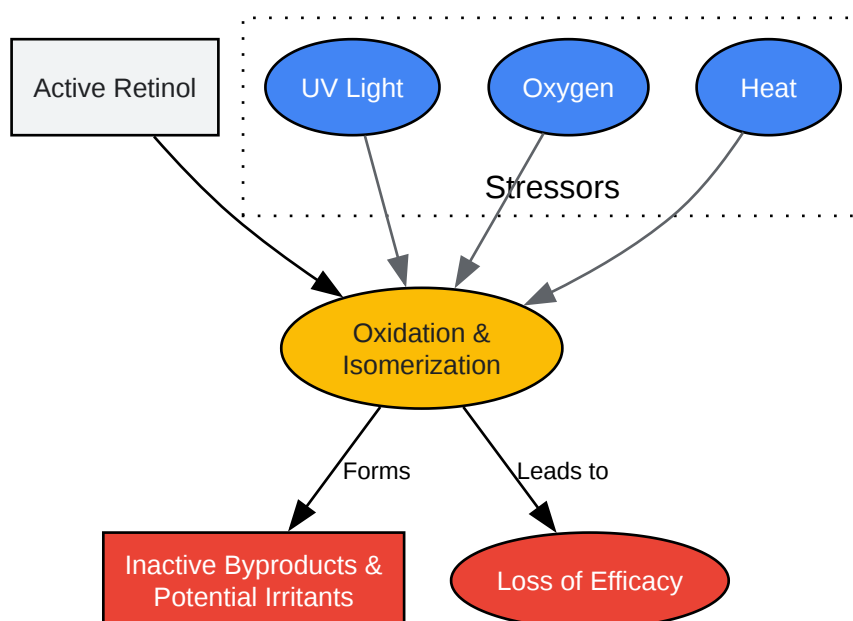 Active Retinol
UV Light
Oxygen
Heat
Stressors
Oxidation &
Isomerization
Forms
Leads to
Inactive Byproducts &
Potential Irritants
Loss of Efficacy